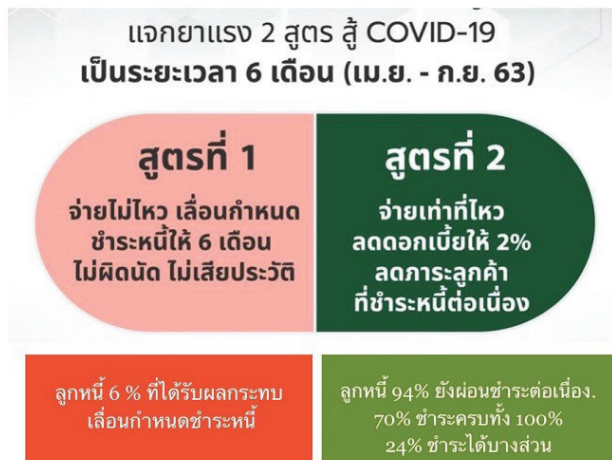 แจกยาแรง 2 สูตร สู้ COVID-19
เป็นระยะเวลา 6 เดือน (เม.ย. - ก.ย. 63)
สูตรที่ 1
จ่ายไม่ไหว เลื่อนกำหนด
ชำระหนี้ให้ 6 เดือน
ไม่ผิดนัด ไม่เสียประวัติ
สูตรที่ 2
จ่ายเท่าที่ไหว
ลดดอกเบี้ยให้ 2%
ลดภาระลูกค้า
ที่ชำระหนี้ต่อเนื่อง
ลูกหนี้ 6 % ที่ได้รับผลกระทบ
เลื่อนกำหนดชำระหนี้
ลูกหนี้ 94% ยังผ่อนชำระต่อเนื่อง.
70% ชำระครบทั้ง 100%
24% ชำระได้บางส่วน